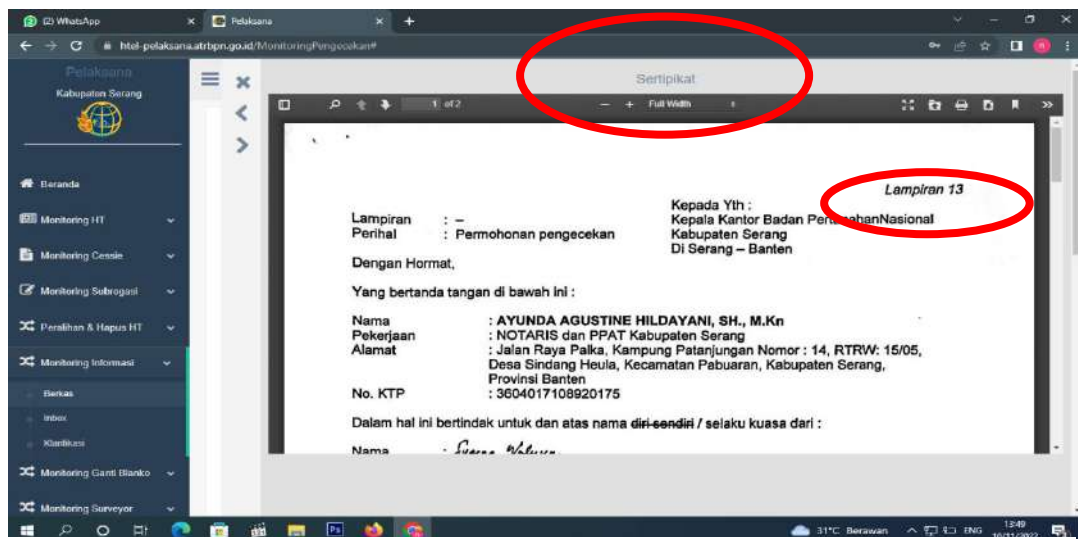 (2) WhatsApp
Pelaksana
htel-pelaksana.atrbpn.go.id/MonitoringPengecekan#
Pelaksana
Kabupaten Serang
Beranda
Monitoring HT
Monitoring Cessie
Monitoring Subrogasi
Peralihan & Hapus HT
Monitoring Informasi
Berkas
Inbox
Klarifikasi
Monitoring Ganti Blanko
Monitoring Surveyor
Sertipikat
1 of 2
Full Width
Lampiran 13
Kepada Yth :
Lampiran : – Kepala Kantor Badan PertanahanNasional
Perihal : Permohonan pengecekan Kabupaten Serang
Di Serang – Banten
Dengan Hormat,
Yang bertanda tangan di bawah ini :
Nama : AYUNDA AGUSTINE HILDAYANI, SH., M.Kn
Pekerjaan : NOTARIS dan PPAT Kabupaten Serang
Alamat : Jalan Raya Palka, Kampung Patanjungan Nomor : 14, RTRW: 15/05,
Desa Sindang Heula, Kecamatan Pabuaran, Kabupaten Serang,
Provinsi Banten
No. KTP : 3604017108920175
Dalam hal ini bertindak untuk dan atas nama diri sendiri / selaku kuasa dari :
Nama :
31°C Berawan
ENG
13:49
10/11/2022